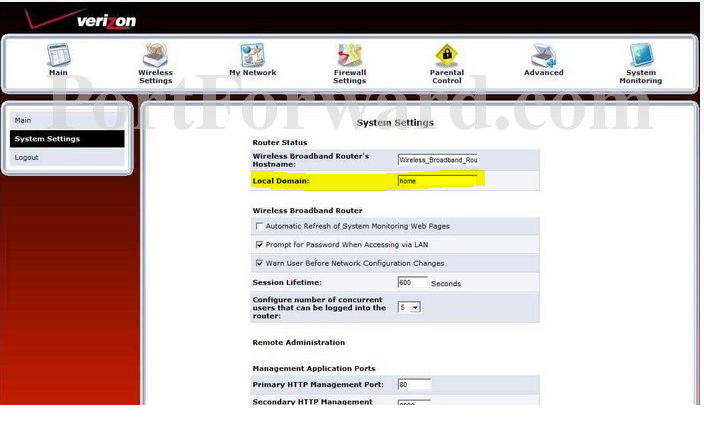 verizon
Main
Wireless Settings
My Network
Firewall Settings
Parental Control
Advanced
System Monitoring
PortForward.com
Main
System Settings
Logout
System Settings
Router Status
Wireless Broadband Router's Hostname:
Wireless_Broadband_Rou
Local Domain:
home
Wireless Broadband Router
Automatic Refresh of System Monitoring Web Pages
Prompt for Password When Accessing via LAN
Warn User Before Network Configuration Changes
Session Lifetime:
600 Seconds
Configure number of concurrent
users that can be logged into the
router:
5
Remote Administration
Management Application Ports
Primary HTTP Management Port:
80
Secondary HTTP Management